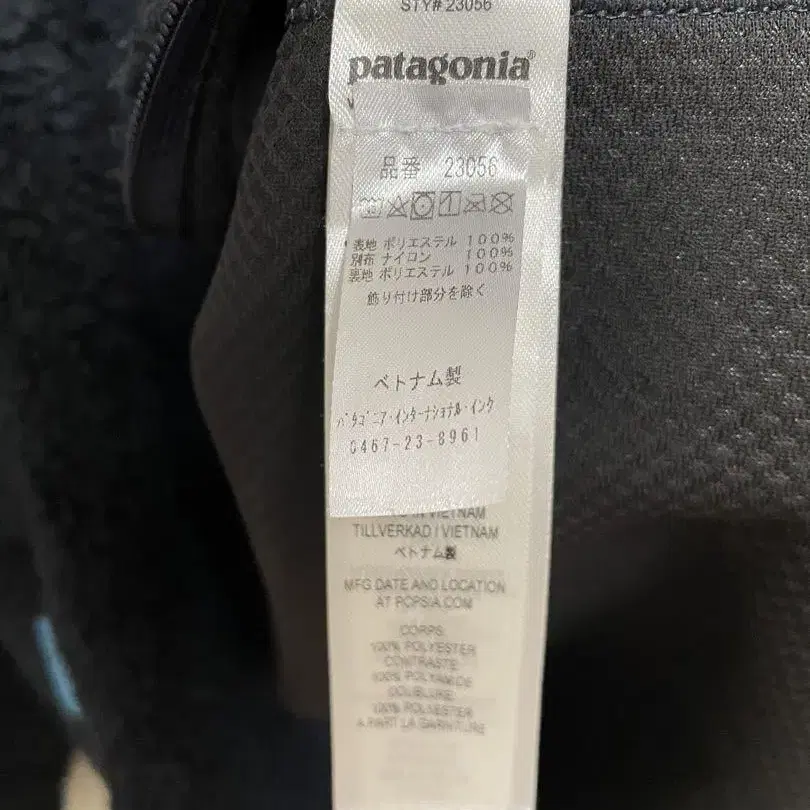 STY# 23056
patagonia®
品番 23056
表地 ポリエステル 100%
別布 ナイロン 100%
裏地 ポリエステル 100%
飾り付け部分を除く
ベトナム製
パタゴニア・インターナショナル・インク
0467-23-8961
IN VIETNAM
TILLVERKAD I VIETNAM
ベトナム製
MFG.DATE AND LOCATION
AT POPSIA.COM
CORPS:
100% POLYESTER
CONTRASTE:
100% POLYAMIDE
DOUBLURE:
100% POLYESTER
A PART LA GARNITURE